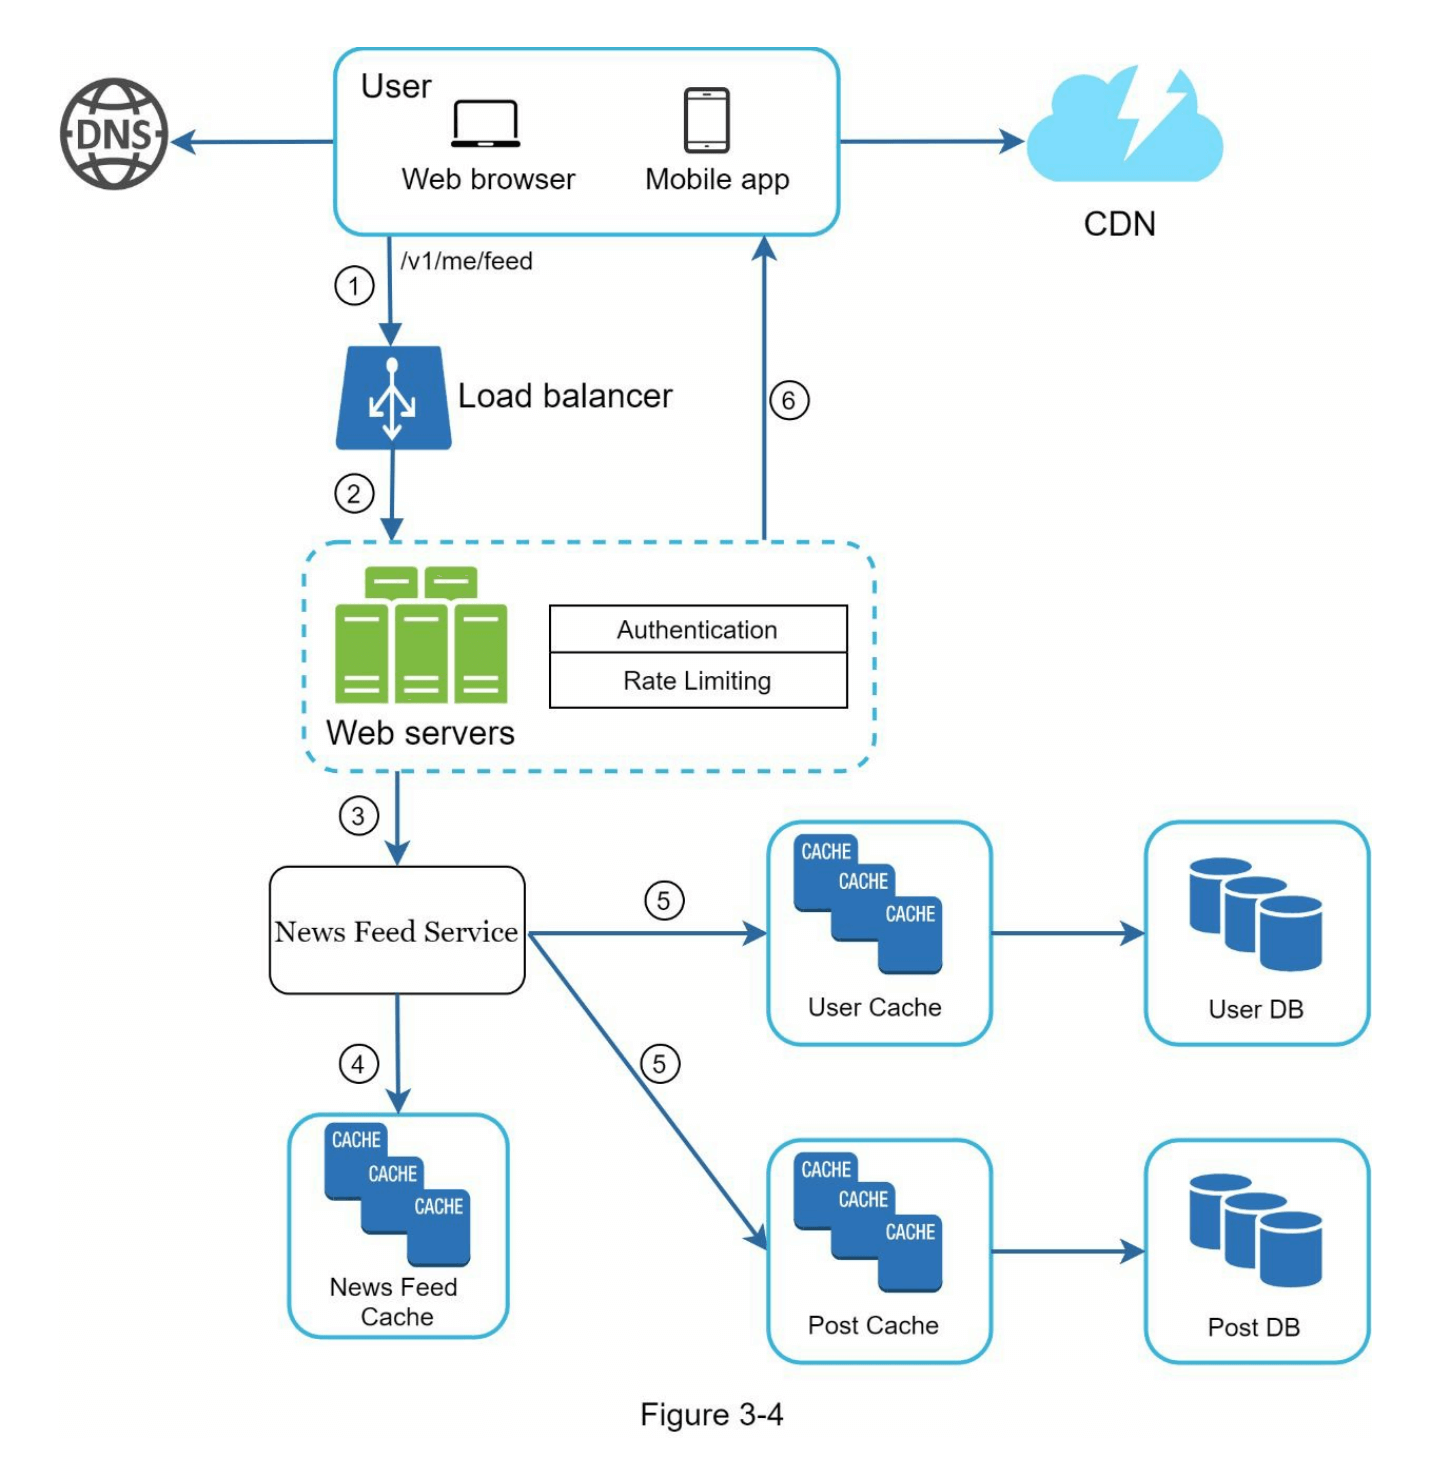 User
DNS
Web browser
Mobile app
CDN
/v1/me/feed
1
Load balancer
6
2
Authentication
Rate Limiting
Web servers
3
CACHE
CACHE
CACHE
User Cache
User DB
5
News Feed Service
4
5
CACHE
CACHE
CACHE
News Feed
Cache
CACHE
CACHE
CACHE
Post Cache
Post DB
Figure 3-4